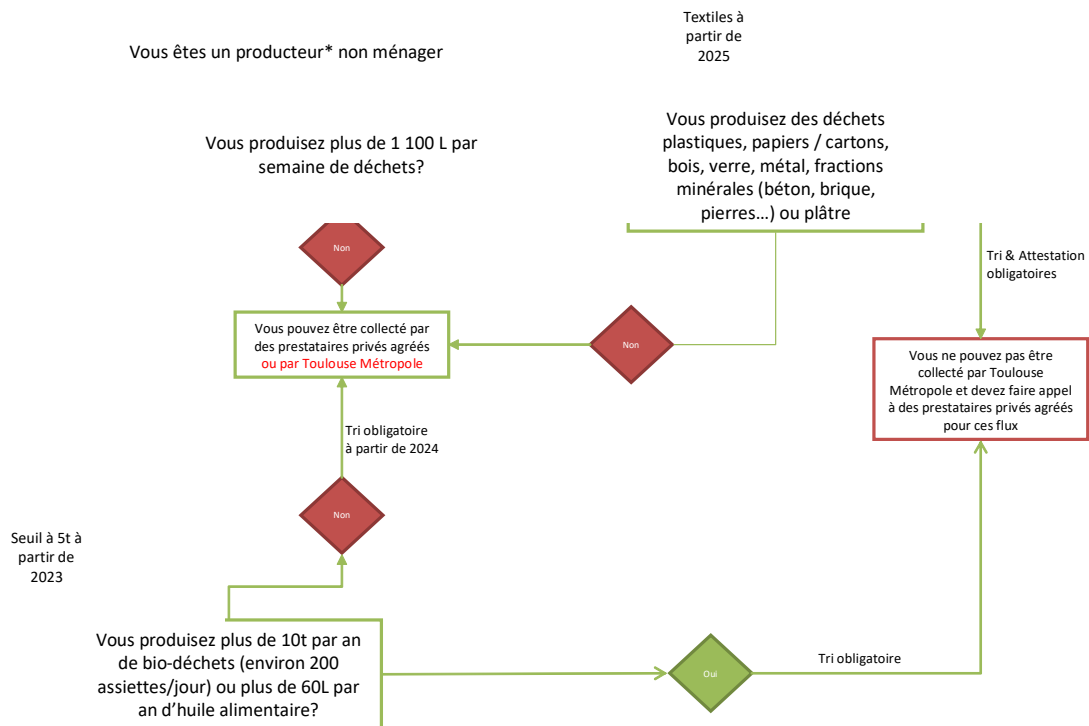 Textiles à
partir de
2025
Vous êtes un producteur* non ménager
Vous produisez plus de 1 100 L par
semaine de déchets?
Vous produisez des déchets
plastiques, papiers / cartons,
bois, verre, métal, fractions
minérales (béton, brique,
pierres…) ou plâtre
Non
Tri & Attestation
obligatoires
Vous pouvez être collecté par
des prestataires privés agréés
ou par Toulouse Métropole
Non
Vous ne pouvez pas être
collecté par Toulouse
Métropole et devez faire appel
à des prestataires privés agréés
pour ces flux
Tri obligatoire
à partir de 2024
Non
Seuil à 5t à
partir de
2023
Vous produisez plus de 10t par an
de bio-déchets (environ 200
assiettes/jour) ou plus de 60L par
an d’huile alimentaire?
Oui
Tri obligatoire